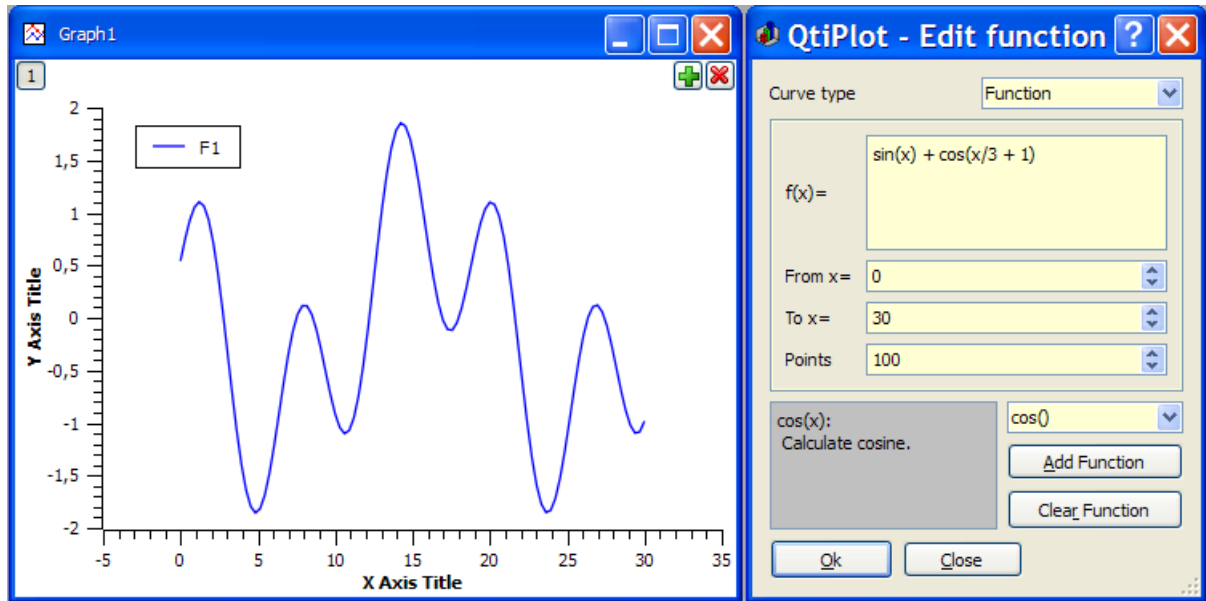 Graph1
1
F1
2
1,5
1
0,5
0
-0,5
-1
-1,5
-2
Y Axis Title
-5 0 5 10 15 20 25 30 35
X Axis Title
QtiPlot - Edit function
Curve type Function
f(x)= sin(x) + cos(x/3 + 1)
From x= 0
To x= 30
Points 100
cos(x):
Calculate cosine.
cos()
Add Function
Clear Function
Ok Close